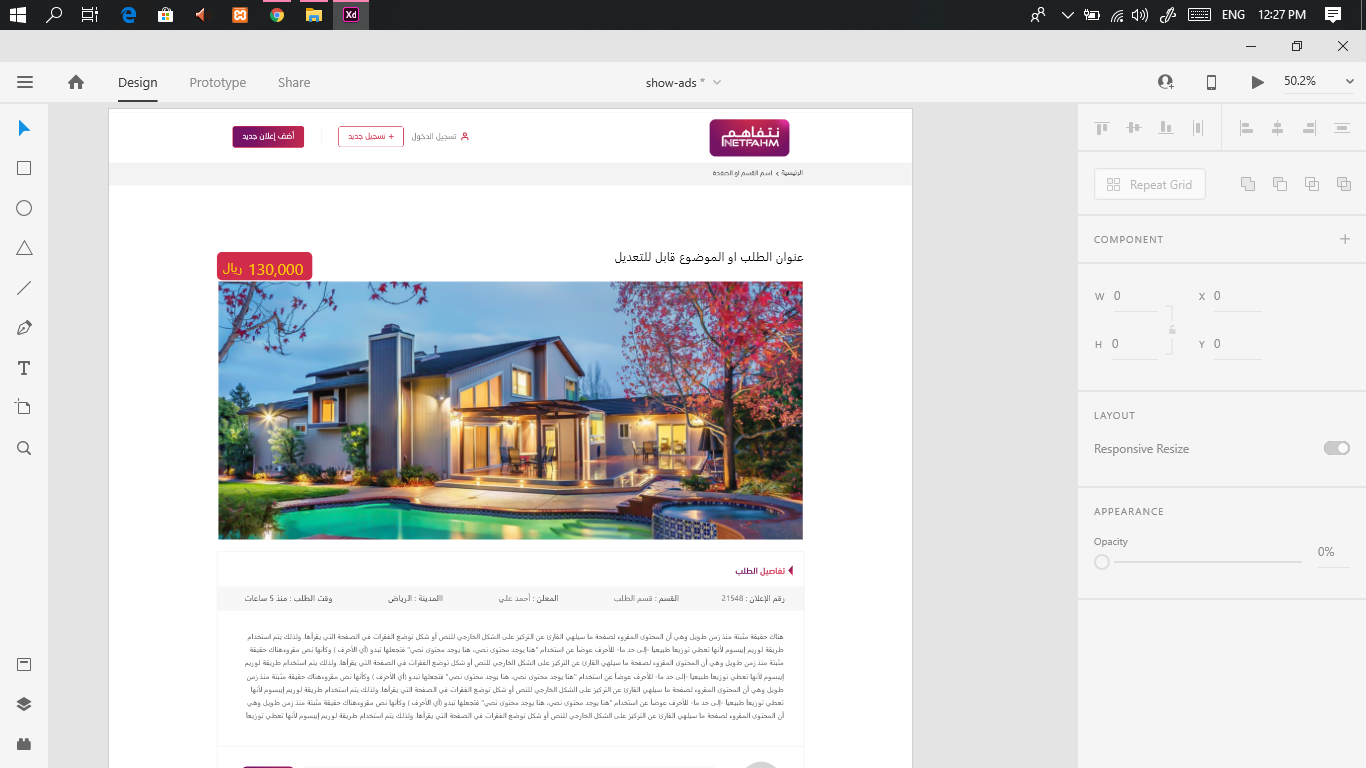 ENG 12:27 PM
Design Prototype Share
show-ads *
50.2%
نتفاهم
NETFAHM
تسجيل الدخول
+ تسجيل جديد
أضف إعلان جديد
الرئيسية > اسم القسم او الصفحة
عنوان الطلب او الموضوع قابل للتعديل
130,000 ريال
تفاصيل الطلب
رقم الإعلان : 21548 القسم : قسم الطلب المعلن : أحمد علي االمدينة : الرياض وقت الطلب : منذ 5 ساعات
هناك حقيقة مثبتة منذ زمن طويل وهي أن المحتوى المقروء لصفحة ما سيلهي القارئ عن التركيز على الشكل الخارجي للنص أو شكل توضع الفقرات في الصفحة التي يقرأها. ولذلك يتم استخدام
طريقة لوريم إيبسوم لأنها تعطي توزيعا طبيعيا -إلى حد ما- للأحرف عوضا عن استخدام "هنا يوجد محتوى نصي، هنا يوجد محتوى نصي" فتجعلها تبدو (أي الأحرف ) وكأنها نص مقروءهناك حقيقة
مثبتة منذ زمن طويل وهي أن المحتوى المقروء لصفحة ما سيلهي القارئ عن التركيز على الشكل الخارجي للنص أو شكل توضع الفقرات في الصفحة التي يقرأها. ولذلك يتم استخدام طريقة لوريم
إيبسوم لأنها تعطي توزيعا طبيعيا -إلى حد ما- للأحرف عوضا عن استخدام "هنا يوجد محتوى نصي، هنا يوجد محتوى نصي" فتجعلها تبدو (أي الأحرف ) وكأنها نص مقروءهناك حقيقة مثبتة منذ زمن
طويل وهي أن المحتوى المقروء لصفحة ما سيلهي القارئ عن التركيز على الشكل الخارجي للنص أو شكل توضع الفقرات في الصفحة التي يقرأها. ولذلك يتم استخدام طريقة لوريم إيبسوم لأنها
تعطي توزيعا طبيعيا -إلى حد ما- للأحرف عوضا عن استخدام "هنا يوجد محتوى نصي، هنا يوجد محتوى نصي" فتجعلها تبدو (أي الأحرف ) وكأنها نص مقروءهناك حقيقة مثبتة منذ زمن طويل وهي
أن المحتوى المقروء لصفحة ما سيلهي القارئ عن التركيز على الشكل الخارجي للنص أو شكل توضع الفقرات في الصفحة التي يقرأها. ولذلك يتم استخدام طريقة لوريم إيبسوم لأنها تعطي توزيعا
Repeat Grid
COMPONENT
W 0 X 0
H 0 Y 0
LAYOUT
Responsive Resize
APPEARANCE
Opacity
0%
Xd
T